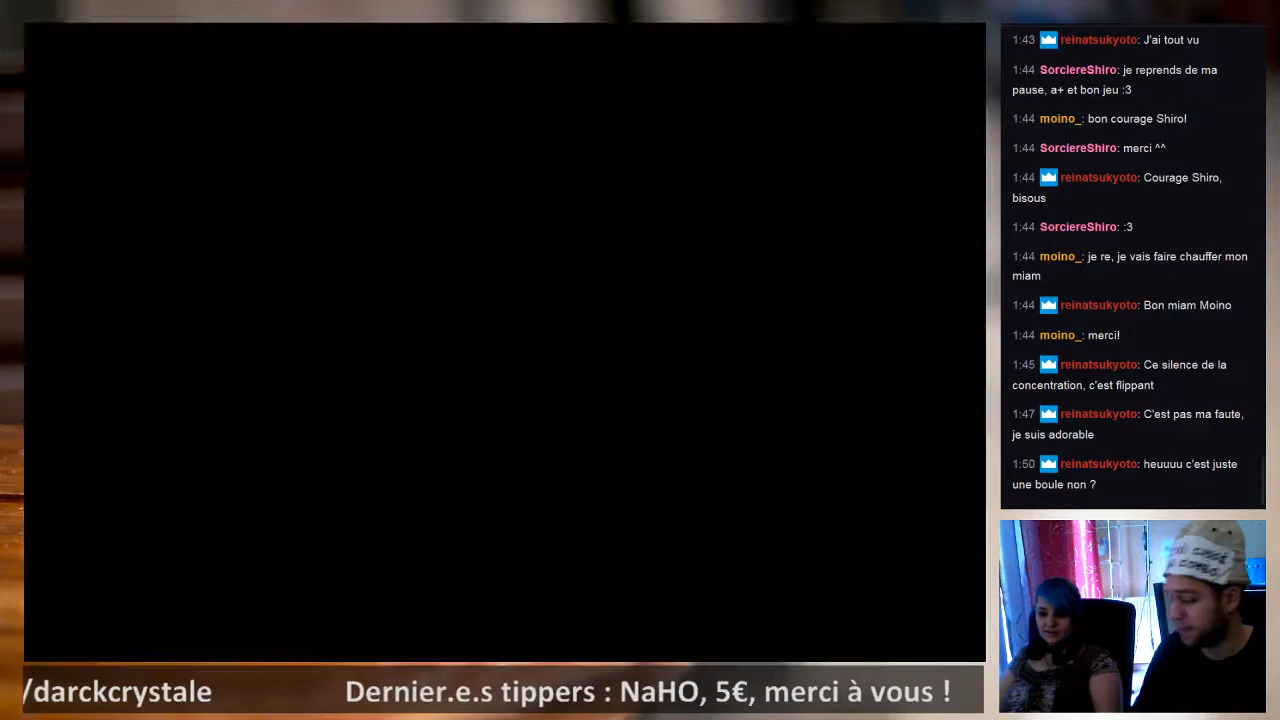 1:43 reinatsukyoto: J'ai tout vu
1:44 SorciereShiro: je reprends de ma
pause, a+ et bon jeu :3
1:44 moino_: bon courage Shiro!
1:44 SorciereShiro: merci ^^
1:44 reinatsukyoto: Courage Shiro,
bisous
1:44 SorciereShiro: :3
1:44 moino_: je re, je vais faire chauffer mon
miam
1:44 reinatsukyoto: Bon miam Moino
1:44 moino_: merci!
1:45 reinatsukyoto: Ce silence de la
concentration, c'est flippant
1:47 reinatsukyoto: C'est pas ma faute,
je suis adorable
1:50 reinatsukyoto: heuuuu c'est juste
une boule non ?
/darckcrystale Dernier.e.s tippers : NaHO, 5€, merci à vous !